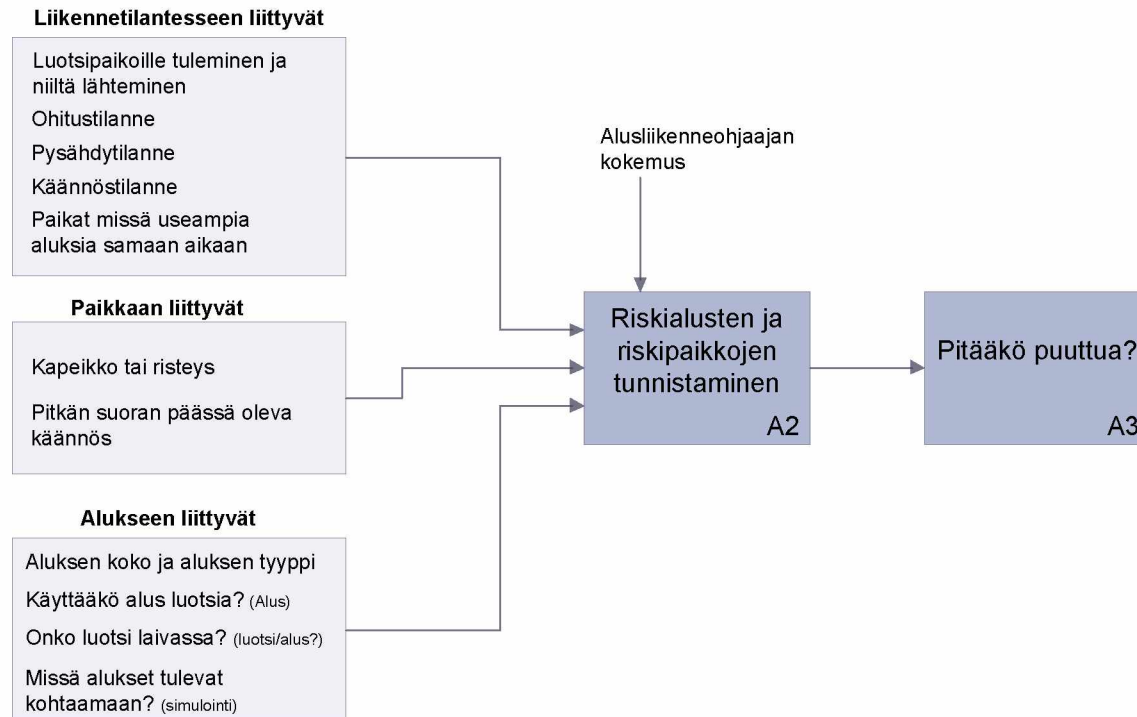 Liikennetilantesseen liittyvät
Luotsipaikoille tuleminen ja
niiltä lähteminen
Ohitustilanne
Pysähdytilanne
Käännöstilanne
Paikat missä useampia
aluksia samaan aikaan
Paikkaan liittyvät
Kapeikko tai risteys
Pitkän suoran päässä oleva
käännös
Alukseen liittyvät
Aluksen koko ja aluksen tyyppi
Käyttääkö alus luotsia? (Alus)
Onko luotsi laivassa? (luotsi/alus?)
Missä alukset tulevat
kohtaamaan? (simulointi)
Alusliikenneohjaajan
kokemus
Riskialusten ja
riskipaikkojen
tunnistaminen
A2
Pitääkö puuttua?
A3